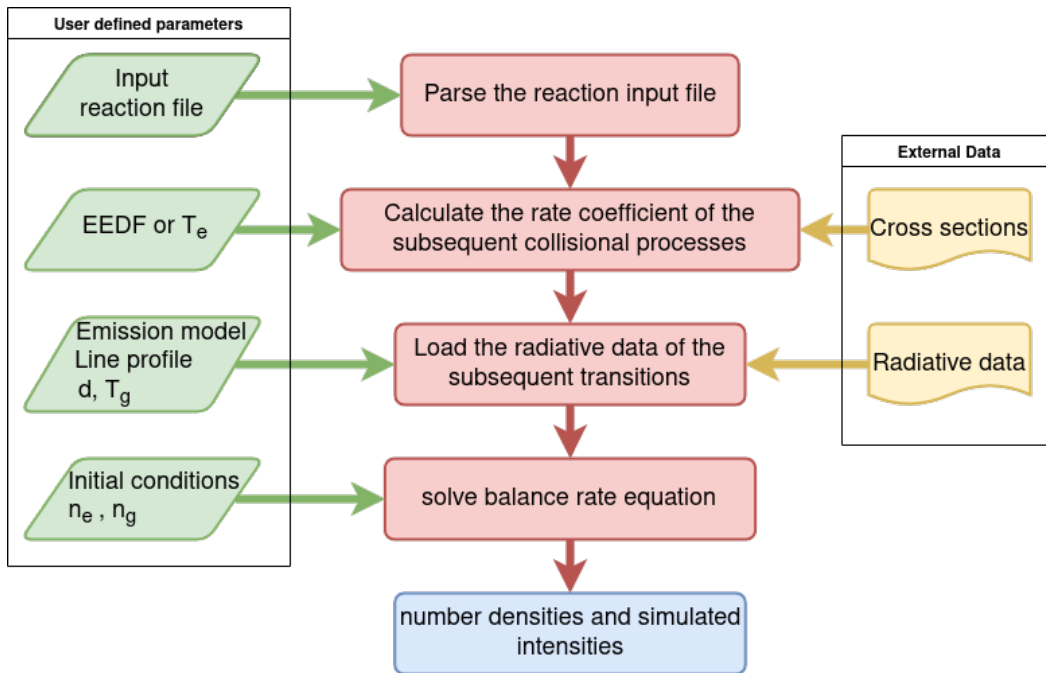 User defined parameters
Input
reaction file
Parse the reaction input file
External Data
EEDF or Te
Calculate the rate coefficient of the
subsequent collisional processes
Cross sections
Emission model
Line profile
d, Tg
Load the radiative data of the
subsequent transitions
Radiative data
Initial conditions
ne , ng
solve balance rate equation
number densities and simulated
intensities